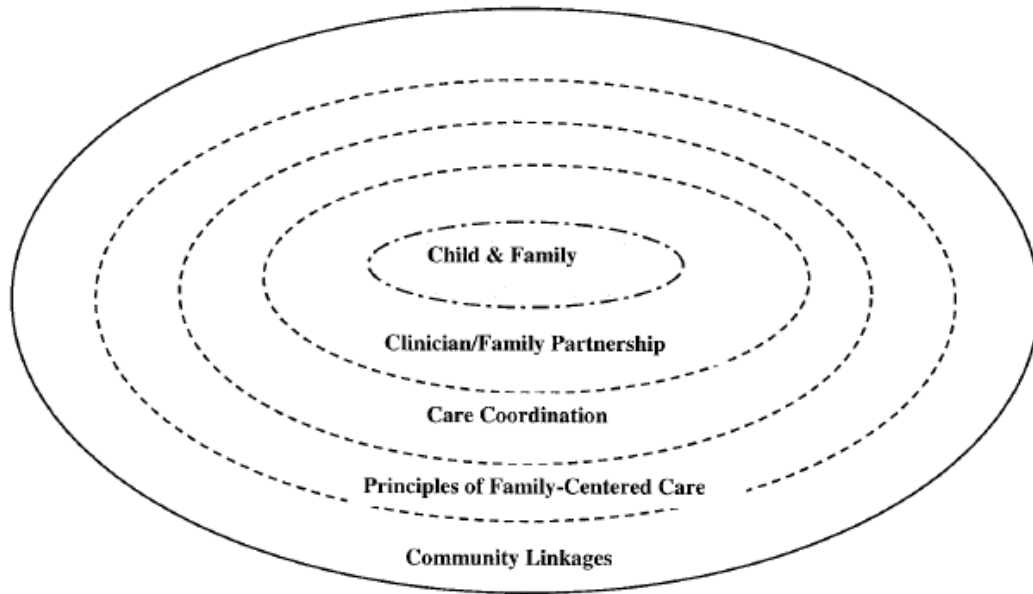 Child & Family
Clinician/Family Partnership
Care Coordination
Principles of Family-Centered Care
Community Linkages